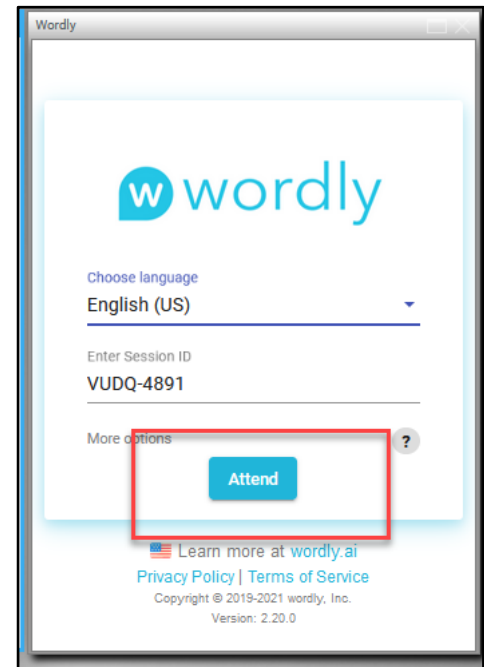 Wordly
w wordly
Choose language
English (US)
Enter Session ID
VUDQ-4891
More options
?
Attend
Learn more at wordly.ai
Privacy Policy | Terms of Service
Copyright © 2019-2021 wordly, Inc.
Version: 2.20.0